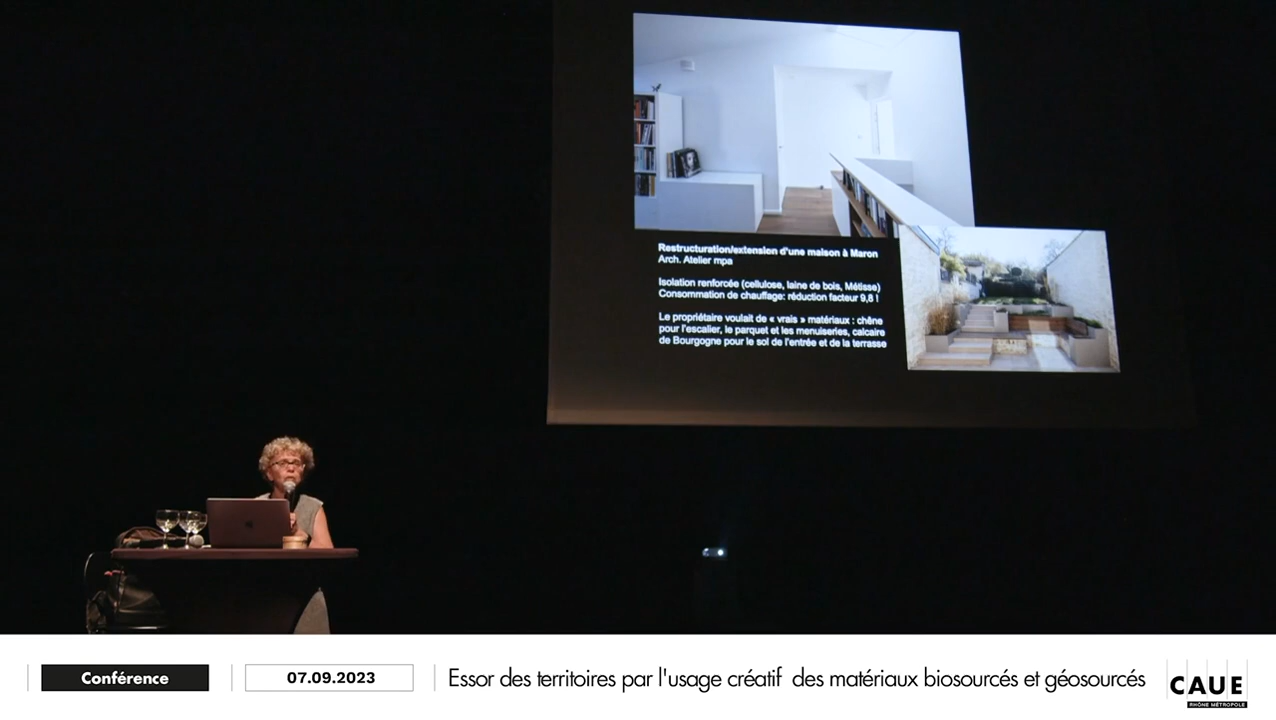 Restructuration/extension d'une maison à Maron
Arch. Atelier mpa
Isolation renforcée (cellulose, laine de bois, Métisse)
Consommation de chauffage: réduction facteur 9,8 !
Le propriétaire voulait de « vrais » matériaux : chêne
pour l'escalier, le parquet et les menuiseries, calcaire
de Bourgogne pour le sol de l'entrée et de la terrasse
Conférence
07.09.2023
Essor des territoires par l'usage créatif des matériaux biosourcés et géosourcés
CAUE
RHÔNE MÉTROPOLE